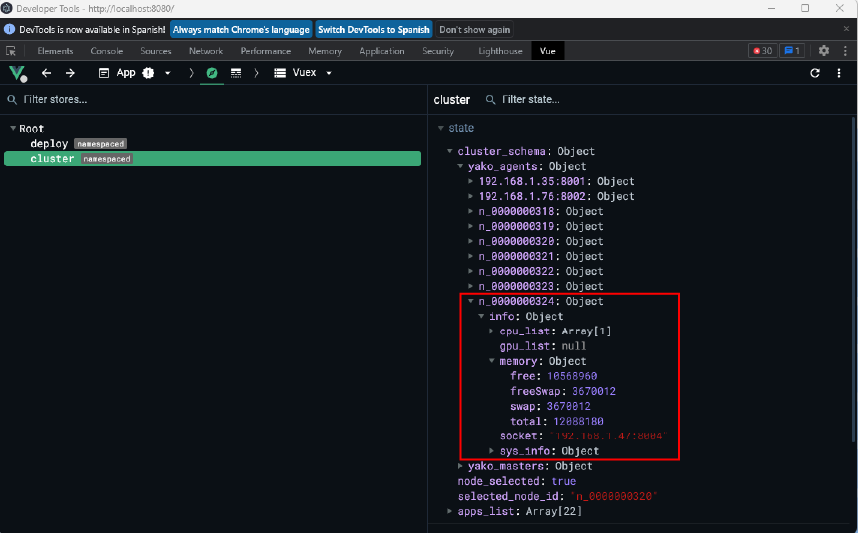 Developer Tools - http://localhost:8080/
DevTools is now available in Spanish! Always match Chrome's language Switch DevTools to Spanish Don't show again
Elements Console Sources Network Performance Memory Application Security Lighthouse Vue 30 1
App Vuex
Filter stores...
Root
deploy namespaced
cluster namespaced
cluster Filter state...
state
cluster_schema: Object
yako_agents: Object
192.168.1.35:8001: Object
192.168.1.76:8002: Object
n_0000000318: Object
n_0000000319: Object
n_0000000320: Object
n_0000000321: Object
n_0000000322: Object
n_0000000323: Object
n_0000000324: Object
info: Object
cpu_list: Array[1]
gpu_list: null
memory: Object
free: 10568960
freeSwap: 3670012
swap: 3670012
total: 12088180
socket: "192.168.1.47:8004"
sys_info: Object
yako_masters: Object
node_selected: true
selected_node_id: "n_0000000320"
apps_list: Array[22]